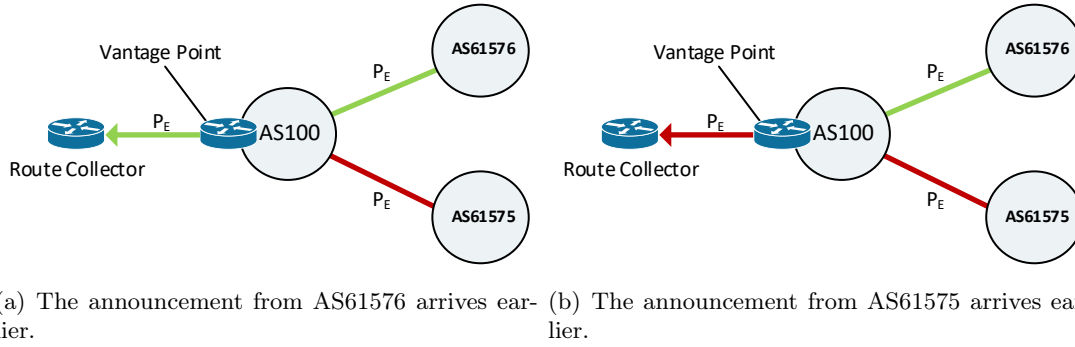 Vantage Point
AS61576
P_E
P_E
AS100
Route Collector
P_E
AS61575
(a) The announcement from AS61576 arrives ear-
lier.
Vantage Point
AS61576
P_E
P_E
AS100
Route Collector
P_E
AS61575
(b) The announcement from AS61575 arrives ea
lier.